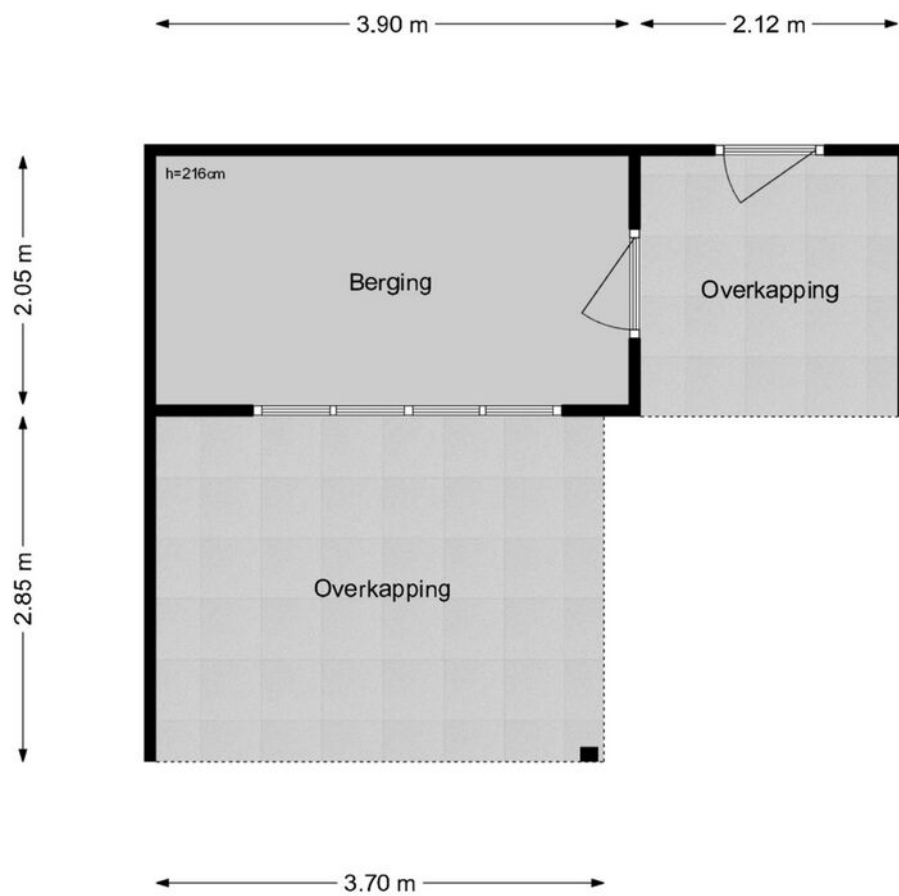 3.90 m
2.12 m
h=216cm
2.05 m
Berging
Overkapping
2.85 m
Overkapping
3.70 m